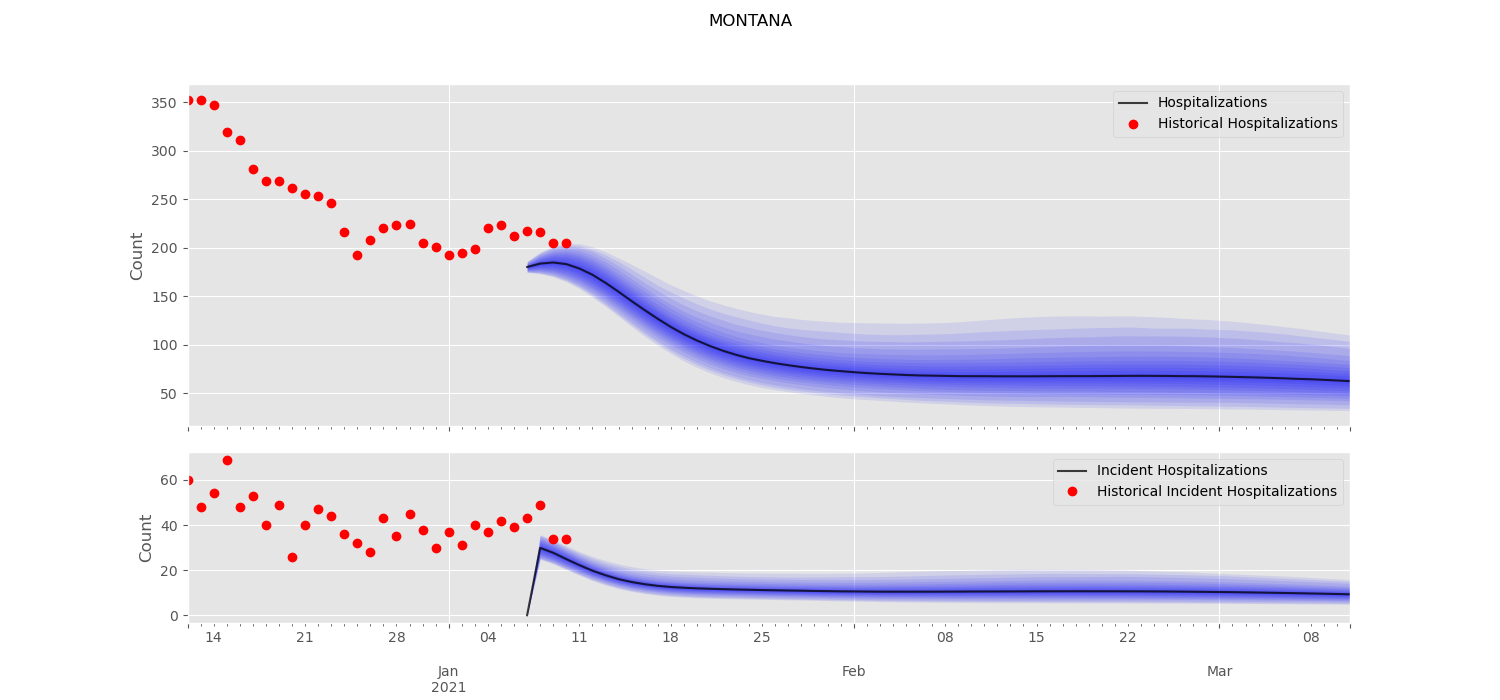 MONTANA
350
300
250
200
150
100
50
Count
Hospitalizations
Historical Hospitalizations
60
40
20
0
Count
Incident Hospitalizations
Historical Incident Hospitalizations
14 21 28 04 11 18 25 08 15 22 08
Jan Feb Mar
2021